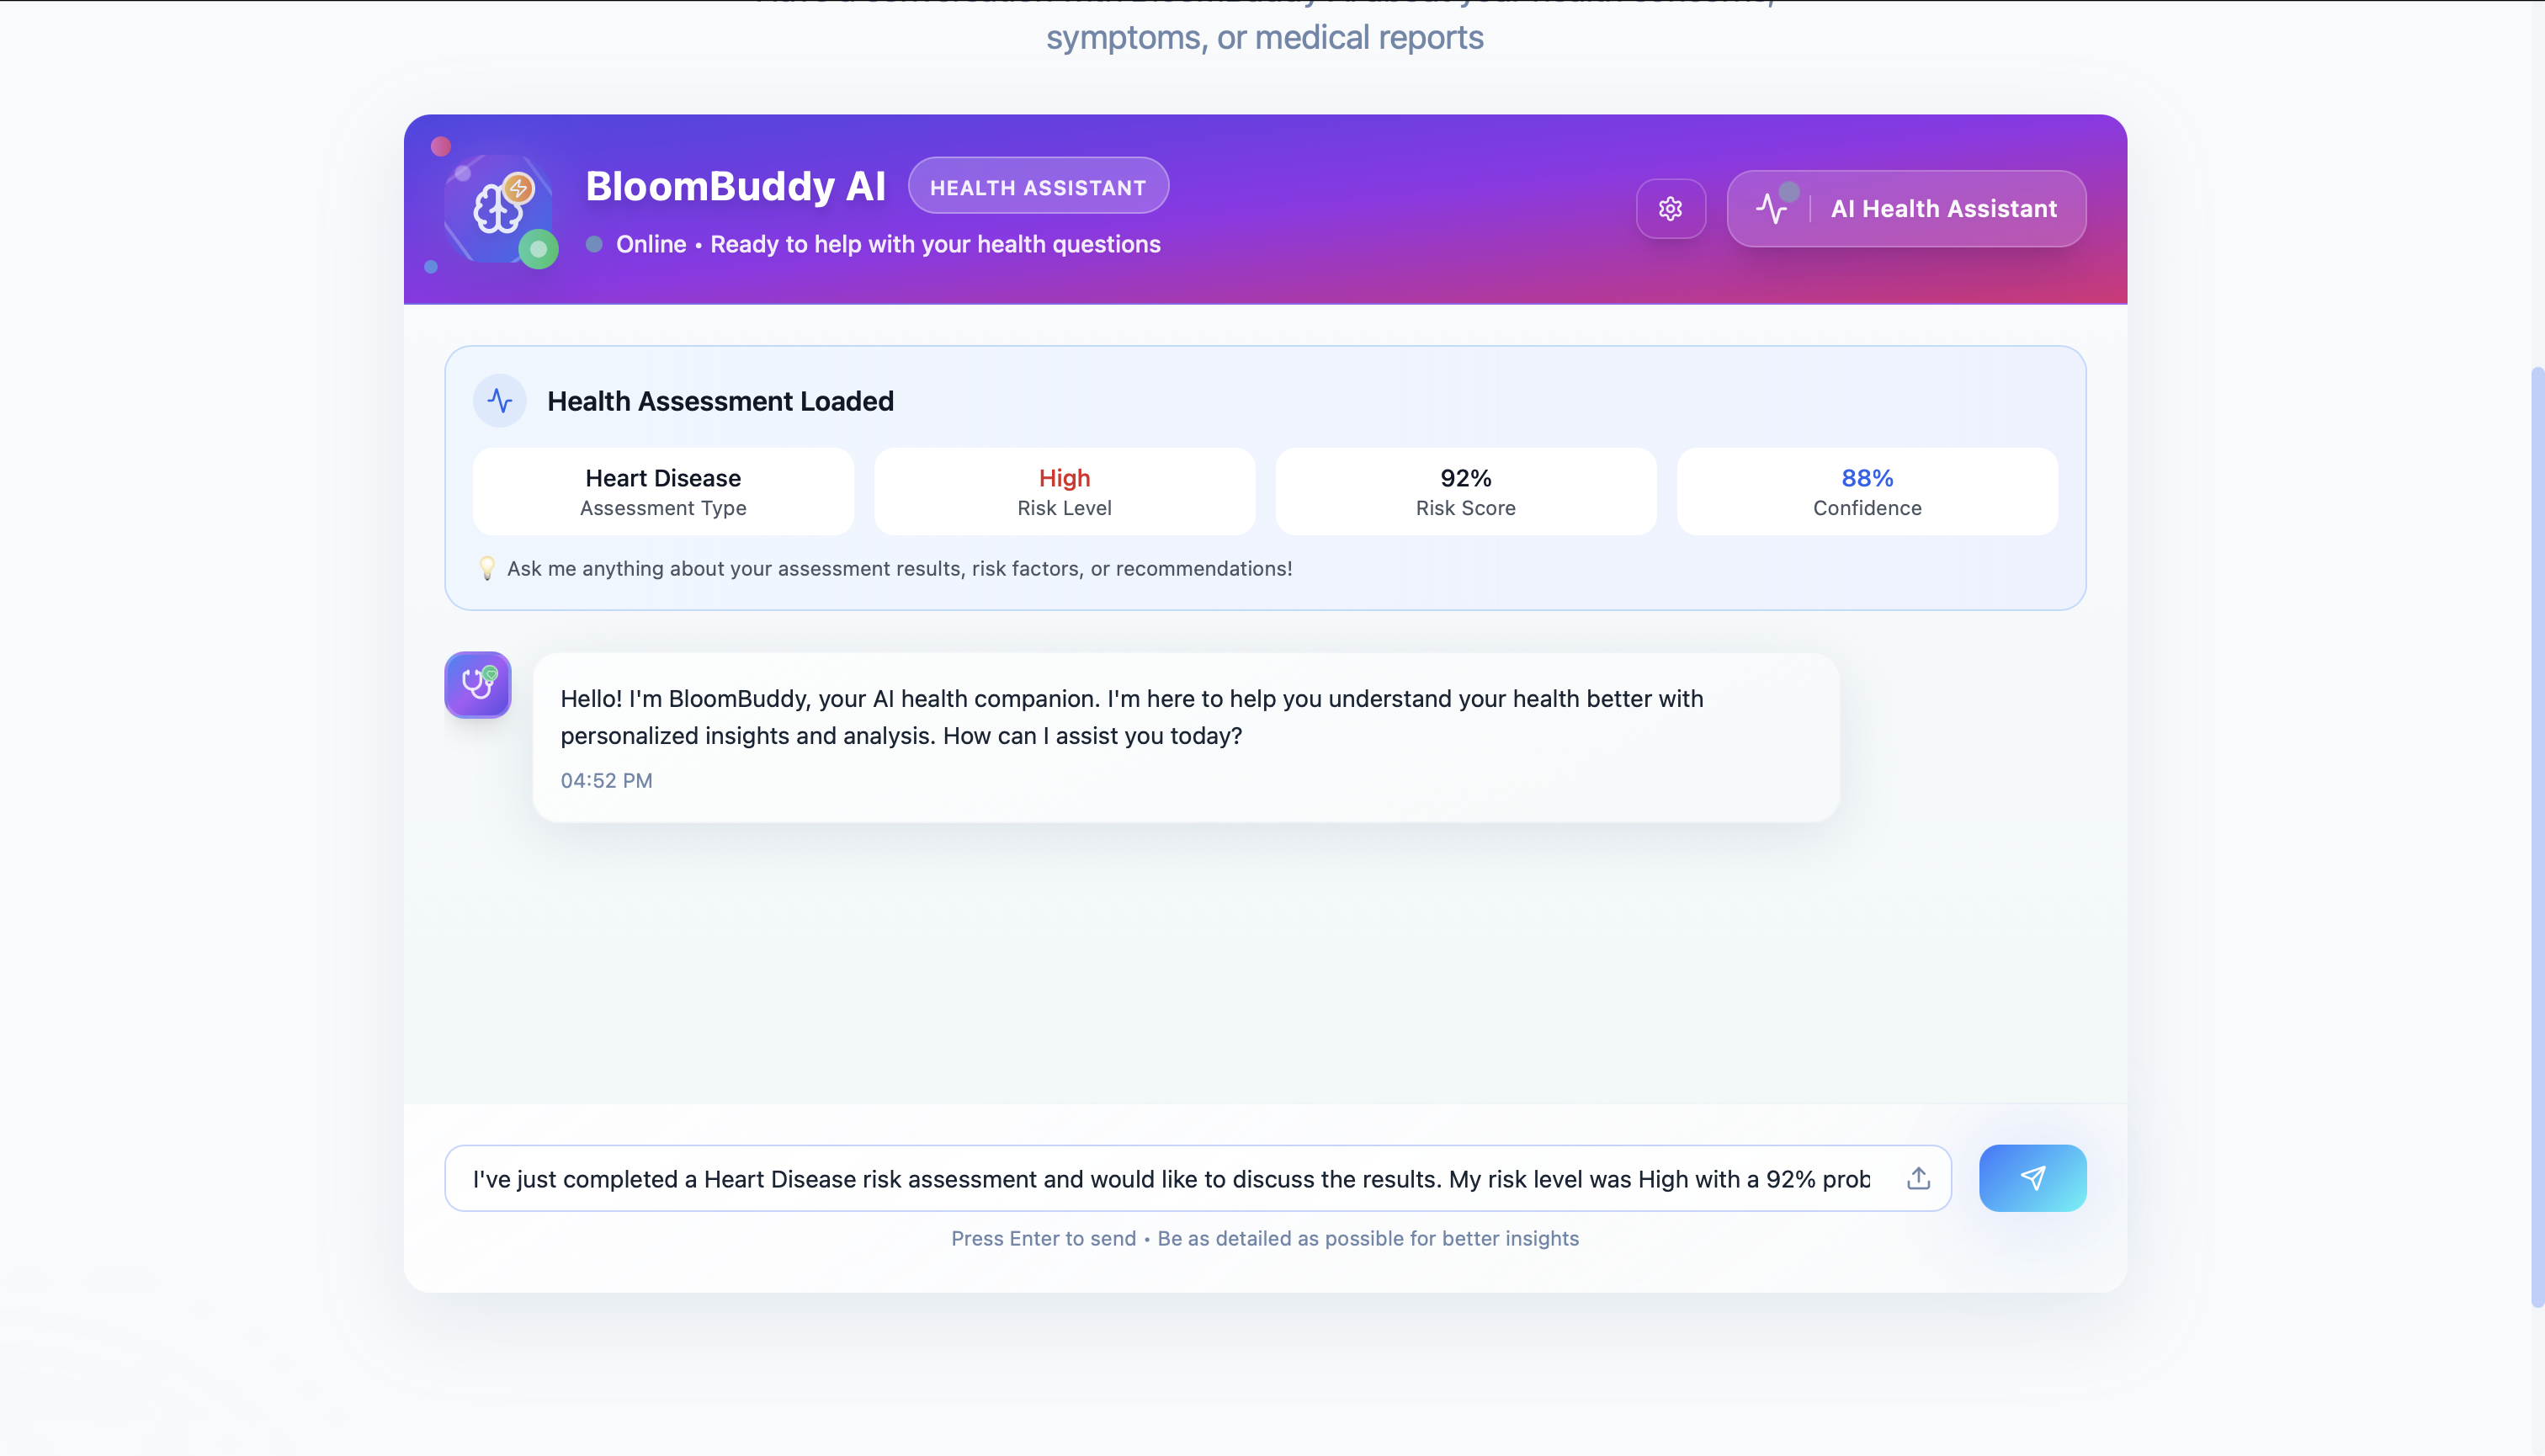 symptoms, or medical reports
BloomBuddy AI
HEALTH ASSISTANT
Online • Ready to help with your health questions
AI Health Assistant
Health Assessment Loaded
Heart Disease
Assessment Type
High
Risk Level
92%
Risk Score
88%
Confidence
💡 Ask me anything about your assessment results, risk factors, or recommendations!
Hello! I'm BloomBuddy, your AI health companion. I'm here to help you understand your health better with
personalized insights and analysis. How can I assist you today?
04:52 PM
I've just completed a Heart Disease risk assessment and would like to discuss the results. My risk level was High with a 92% prob
Press Enter to send • Be as detailed as possible for better insights